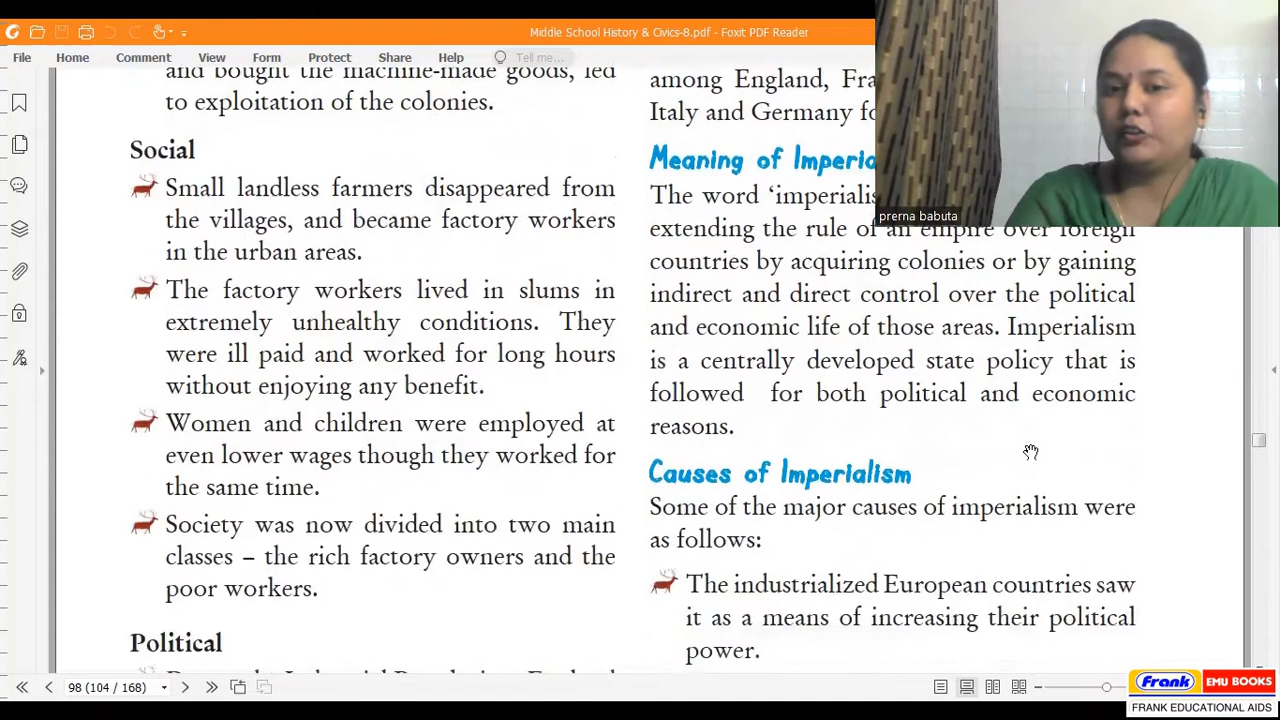 Middle School History & Civics-8.pdf - Foxit PDF Reader
File Home Comment View Form Protect Share Help Tell me...
and bought the machine-made goods, led
to exploitation of the colonies.
Social
Small landless farmers disappeared from
the villages, and became factory workers
in the urban areas.
The factory workers lived in slums in
extremely unhealthy conditions. They
were ill paid and worked for long hours
without enjoying any benefit.
Women and children were employed at
even lower wages though they worked for
the same time.
Society was now divided into two main
classes – the rich factory owners and the
poor workers.
Political
among England,
Italy and Germany
Meaning of
The word
extending the rule of an empire over foreign
countries by acquiring colonies or by gaining
indirect and direct control over the political
and economic life of those areas. Imperialism
is a centrally developed state policy that is
followed for both political and economic
reasons.
Causes of Imperialism
Some of the major causes of imperialism were
as follows:
The industrialized European countries saw
it as a means of increasing their political
power.
prerna babuta
98 (104 / 168)
Frank EMU BOOKS
FRANK EDUCATIONAL AIDS